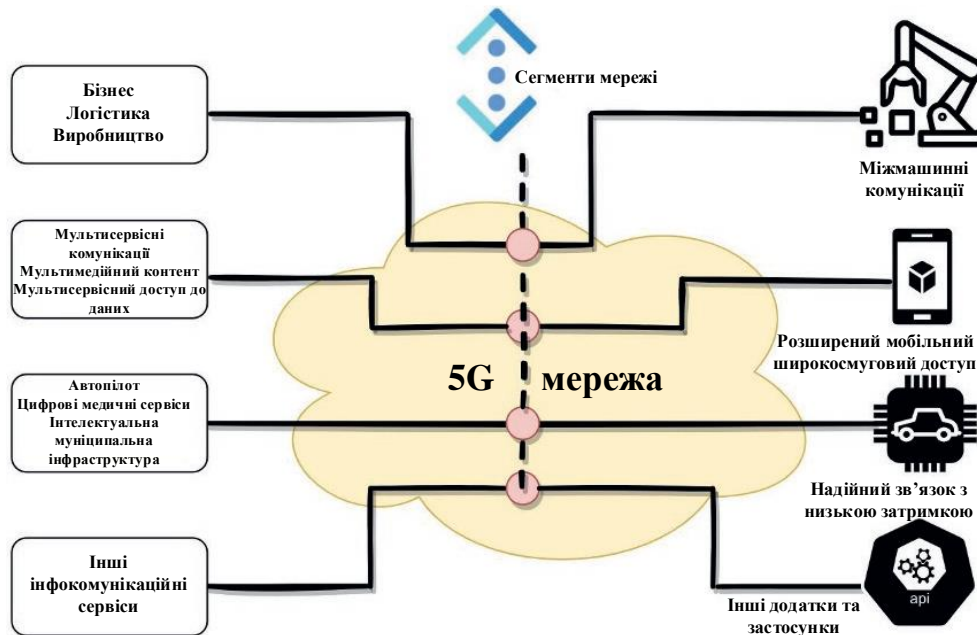 Сегменти мережі
Бізнес
Логістика
Виробництво
Міжмашинні
комунікації
Мультисервісні
комунікації
Мультимедійний контент
Мультисервісний доступ до
даних
Розширений мобільний
широкосмуговий доступ
5G мережа
Автопілот
Цифрові медичні сервіси
Інтелектуальна
муніципальна
інфраструктура
Надійний зв’язок з
низькою затримкою
Інші
інфокомунікаційні
сервіси
api
Інші додатки та
застосунки